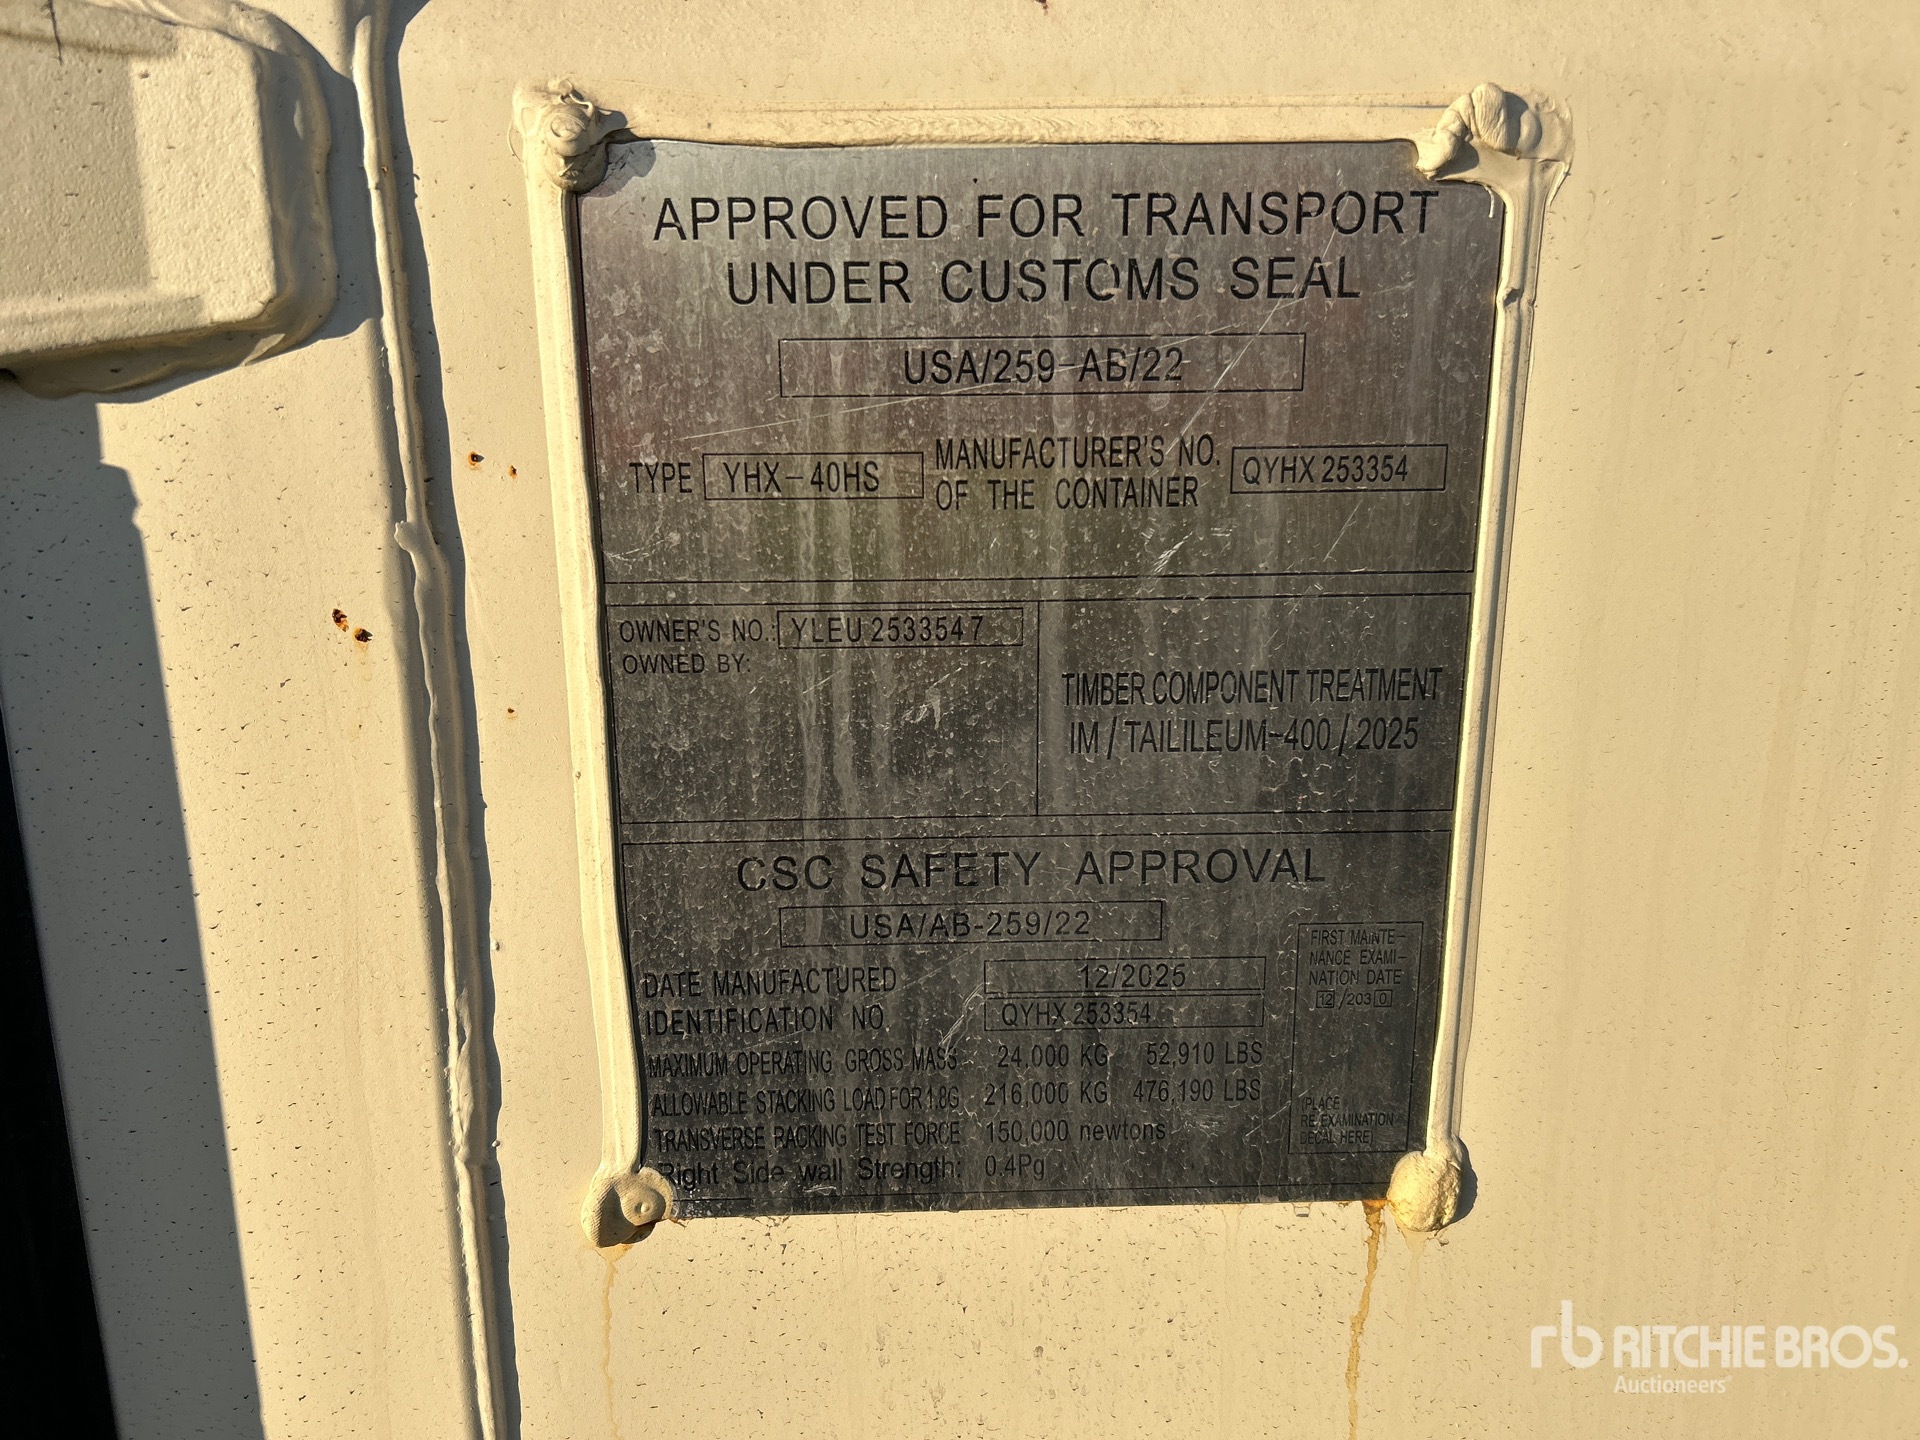 APPROVED FOR TRANSPORT
UNDER CUSTOMS SEAL
USA/259-AB/22
TYPE YHX-40HS MANUFACTURER'S NO. OF THE CONTAINER QYHX 253354
OWNER'S NO.: YLEU 253354 7
OWNED BY:
TIMBER COMPONENT TREATMENT
IM / TAILILEUM-400 / 2025
CSC SAFETY APPROVAL
USA/AB-259/22
DATE MANUFACTURED 12/2025
IDENTIFICATION NO. QYHX 253354
MAXIMUM OPERATING GROSS MASS 24,000 KG 52,910 LBS
ALLOWABLE STACKING LOAD FOR 1.8G 216,000 KG 476,190 LBS
TRANSVERSE RACKING TEST FORCE 150,000 newtons
Right Side wall Strength: 0.4Pg
FIRST MAINTE-
NANCE EXAMI-
NATION DATE
12/2030
(PLACE
RE-EXAMINATION
DECAL HERE)
rb RITCHIE BROS.
Auctioneers